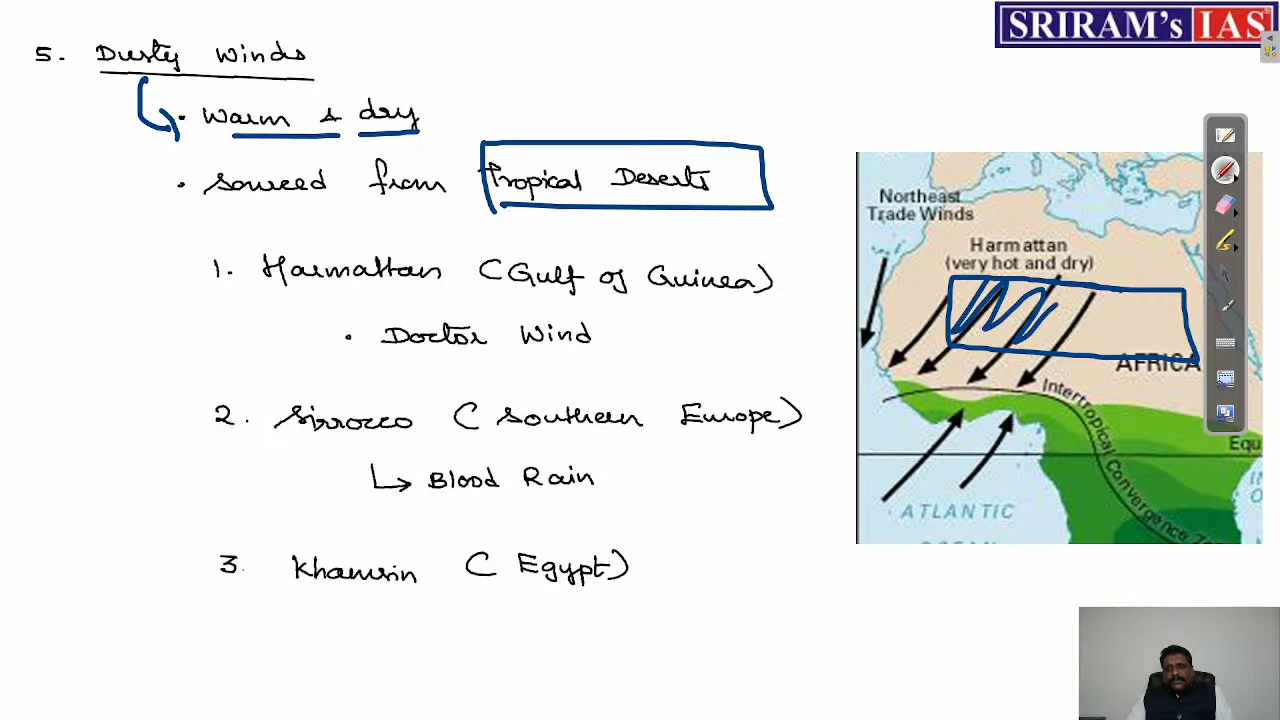 SRIRAM's IAS
5. Dusty Winds
• Warm & dry
• Sourced from Tropical Deserts
1. Harmattan (Gulf of Guinea)
• Doctor Wind
2. Sirrocco (Southern Europe)
Blood Rain
3. Khamsin (Egypt)
Northeast
Trade Winds
Harmattan
(very hot and dry)
AFRICA
Intertropical Convergence
Equ
ATLANTIC
OCEAN